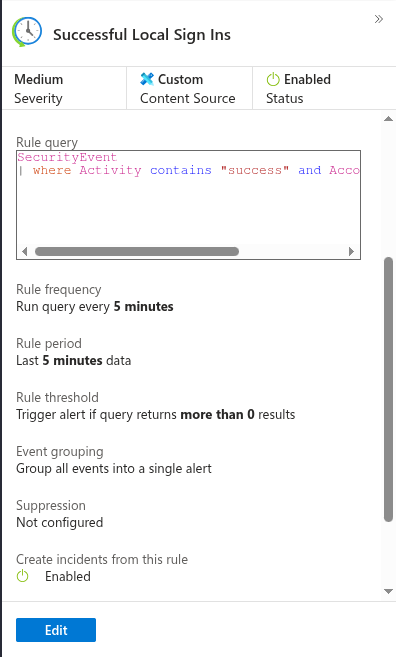 Successful Local Sign Ins
Medium
Severity
Custom
Content Source
Enabled
Status
Rule query
SecurityEvent
| where Activity contains "success" and Acco
Rule frequency
Run query every 5 minutes
Rule period
Last 5 minutes data
Rule threshold
Trigger alert if query returns more than 0 results
Event grouping
Group all events into a single alert
Suppression
Not configured
Create incidents from this rule
Enabled
Edit